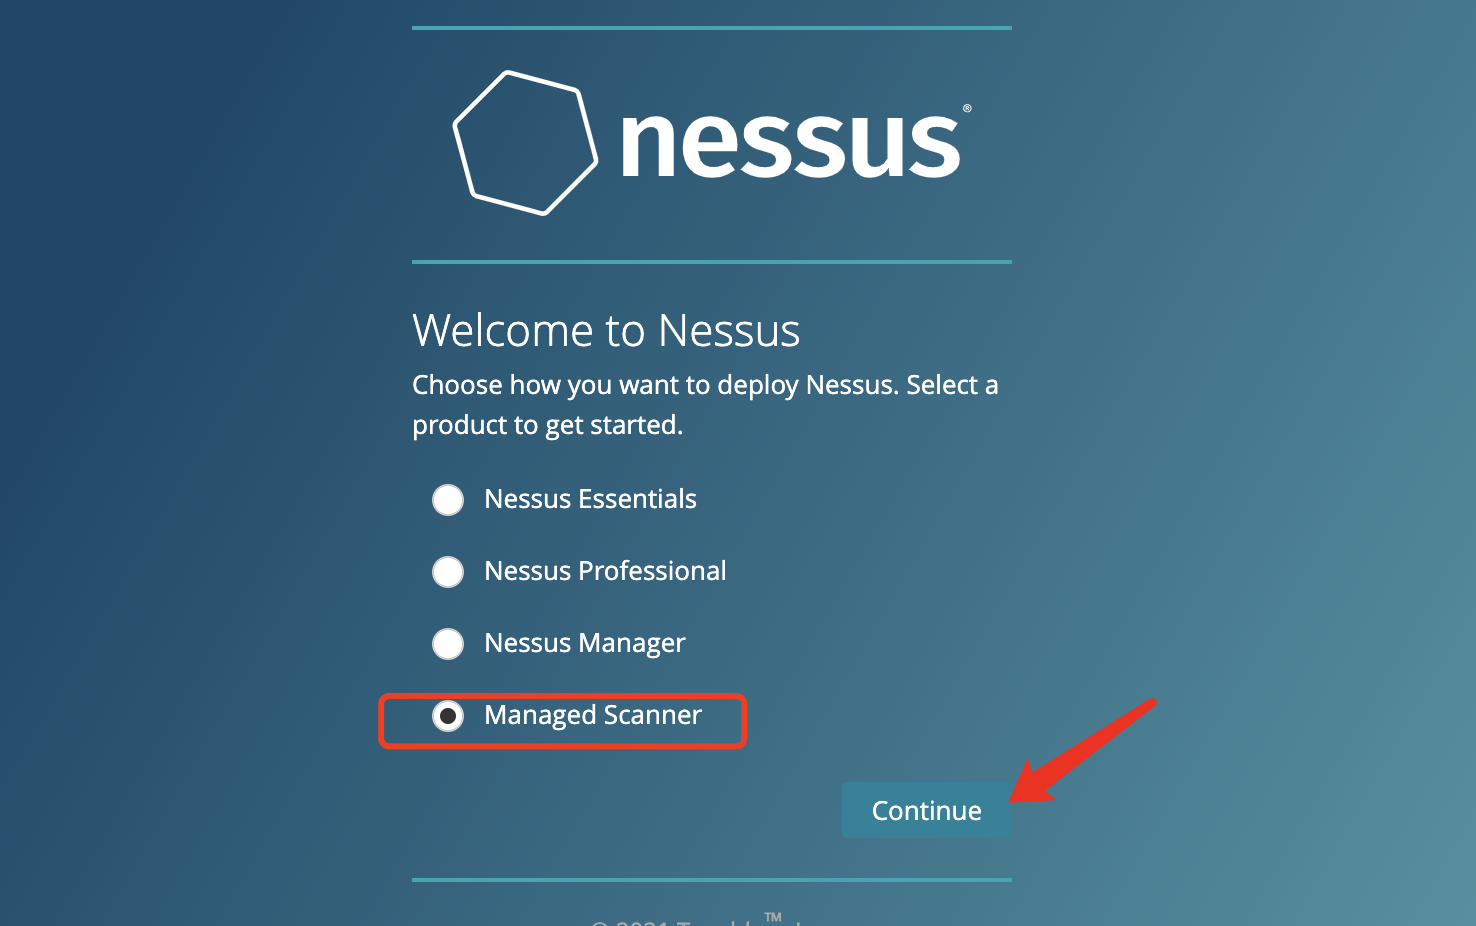 nessus®
Welcome to Nessus
Choose how you want to deploy Nessus. Select a
product to get started.
Nessus Essentials
Nessus Professional
Nessus Manager
Managed Scanner
Continue
™